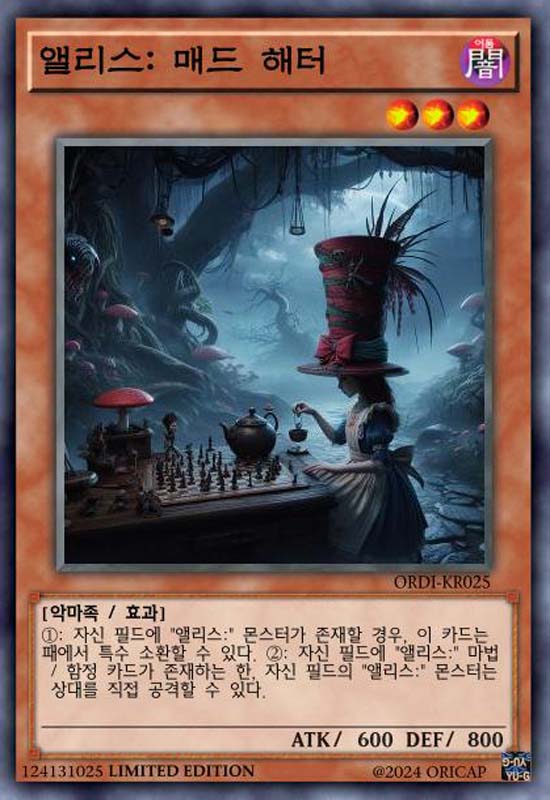 앨리스: 매드 해터
어둠
闇
ORDI-KR025
[악마족 / 효과]
①: 자신 필드에 "앨리스:" 몬스터가 존재할 경우, 이 카드는
패에서 특수 소환할 수 있다. ②: 자신 필드에 "앨리스:" 마법
/ 함정 카드가 존재하는 한, 자신 필드의 "앨리스:" 몬스터는
상대를 직접 공격할 수 있다.
ATK/ 600 DEF/ 800
124131025 LIMITED EDITION
©2024 ORICAP
YU-G